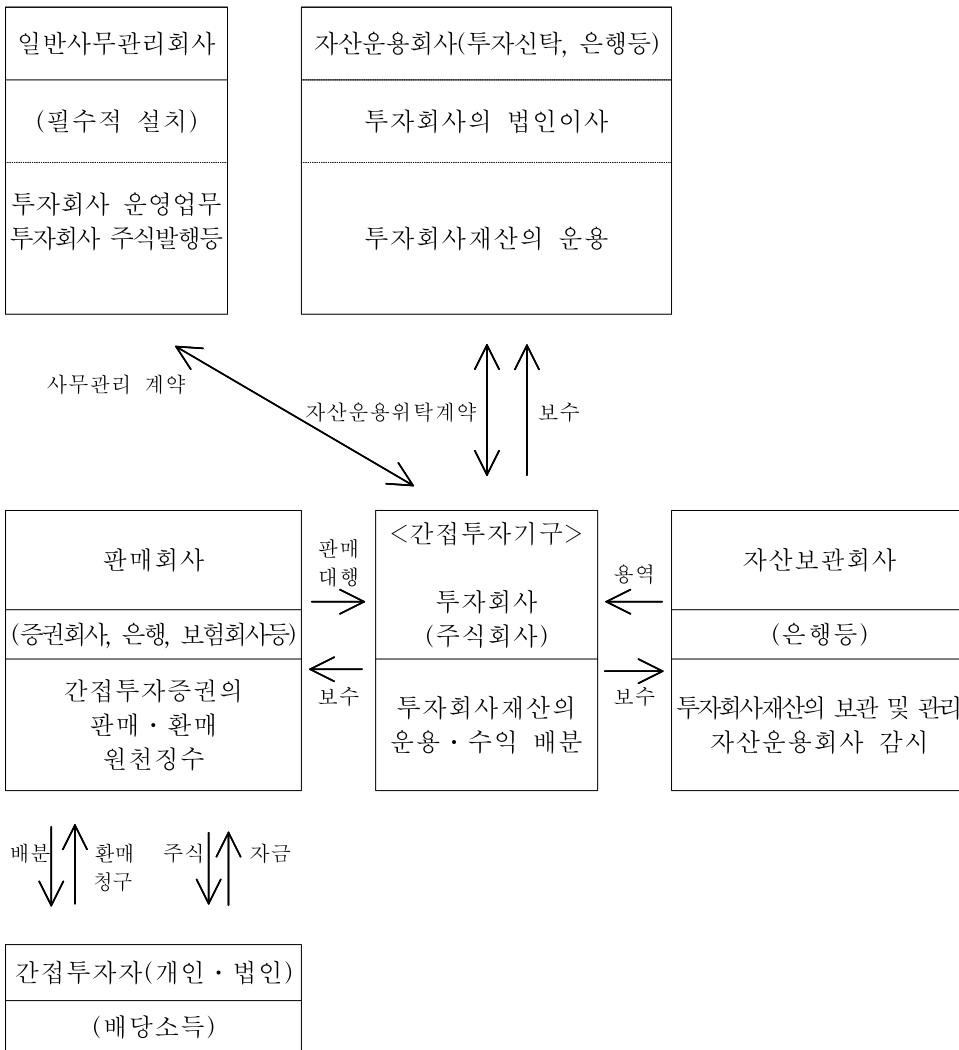 일반사무관리회사
(필수적 설치)
투자회사 운영업무
투자회사 주식발행등
자산운용회사(투자신탁, 은행등)
투자회사의 법인이사
투자회사재산의 운용
사무관리 계약
자산운용위탁계약
보수
판매회사
(증권회사, 은행, 보험회사등)
간접투자증권의
판매・환매
원천징수
판매
대행
보수
<간접투자기구>
투자회사
(주식회사)
투자회사재산의
운용・수익 배분
용역
보수
자산보관회사
(은행등)
투자회사재산의 보관 및 관리
자산운용회사 감시
배분
환매
청구
주식
자금
간접투자자(개인・법인)
(배당소득)